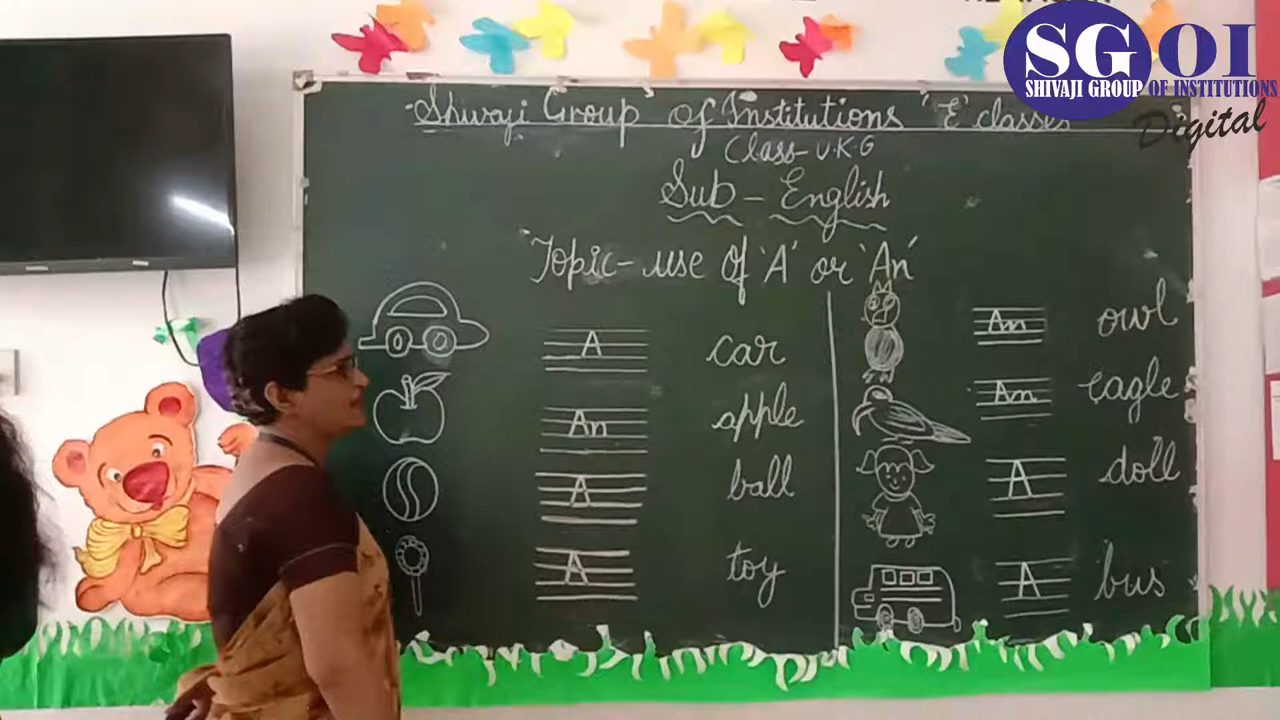 SGOI
SHIVAJI GROUP OF INSTITUTIONS
Digital
Shivaji Group of Institutions 'E' classes
Class- U.K.G
Sub - English
Topic- use of 'A' or 'An'
A car
An apple
A ball
A toy
An owl
An eagle
A doll
A bus